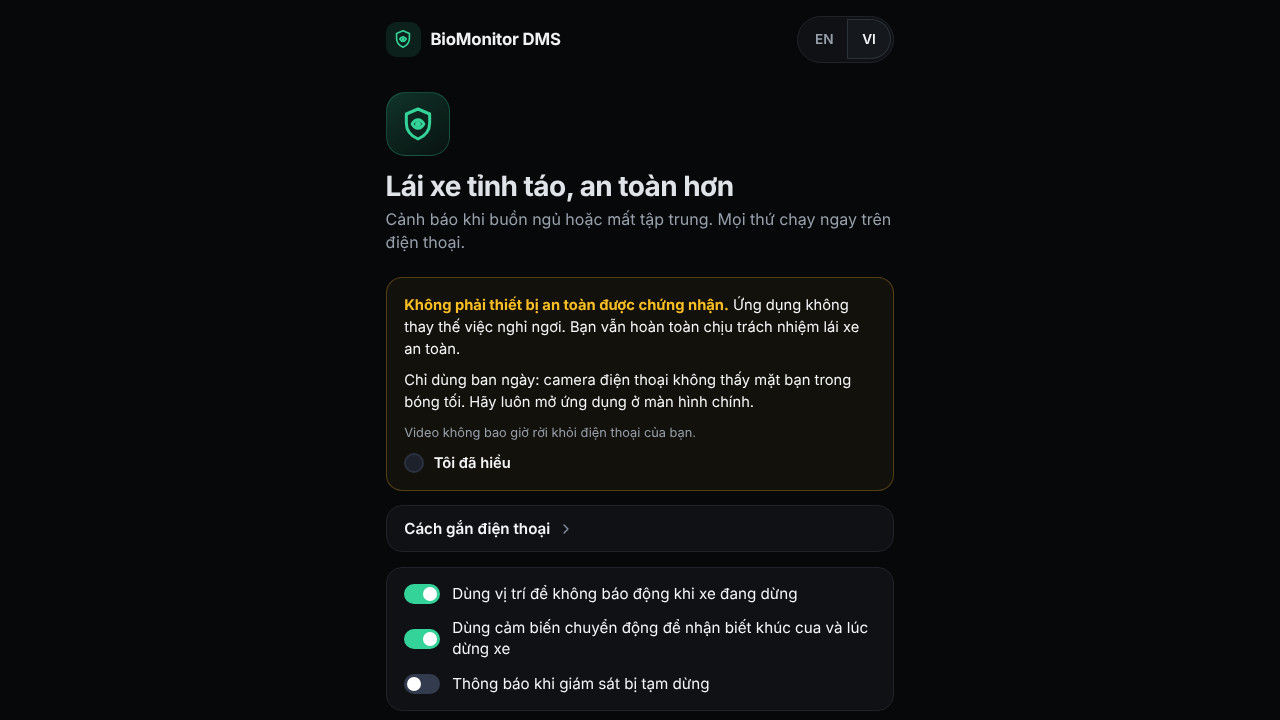 BioMonitor DMS
EN
VI
Lái xe tỉnh táo, an toàn hơn
Cảnh báo khi buồn ngủ hoặc mất tập trung. Mọi thứ chạy ngay trên
điện thoại.
Không phải thiết bị an toàn được chứng nhận. Ứng dụng không
thay thế việc nghỉ ngơi. Bạn vẫn hoàn toàn chịu trách nhiệm lái xe
an toàn.
Chỉ dùng ban ngày: camera điện thoại không thấy mặt bạn trong
bóng tối. Hãy luôn mở ứng dụng ở màn hình chính.
Video không bao giờ rời khỏi điện thoại của bạn.
Tôi đã hiểu
Cách gắn điện thoại
Dùng vị trí để không báo động khi xe đang dừng
Dùng cảm biến chuyển động để nhận biết khúc cua và lúc
dừng xe
Thông báo khi giám sát bị tạm dừng